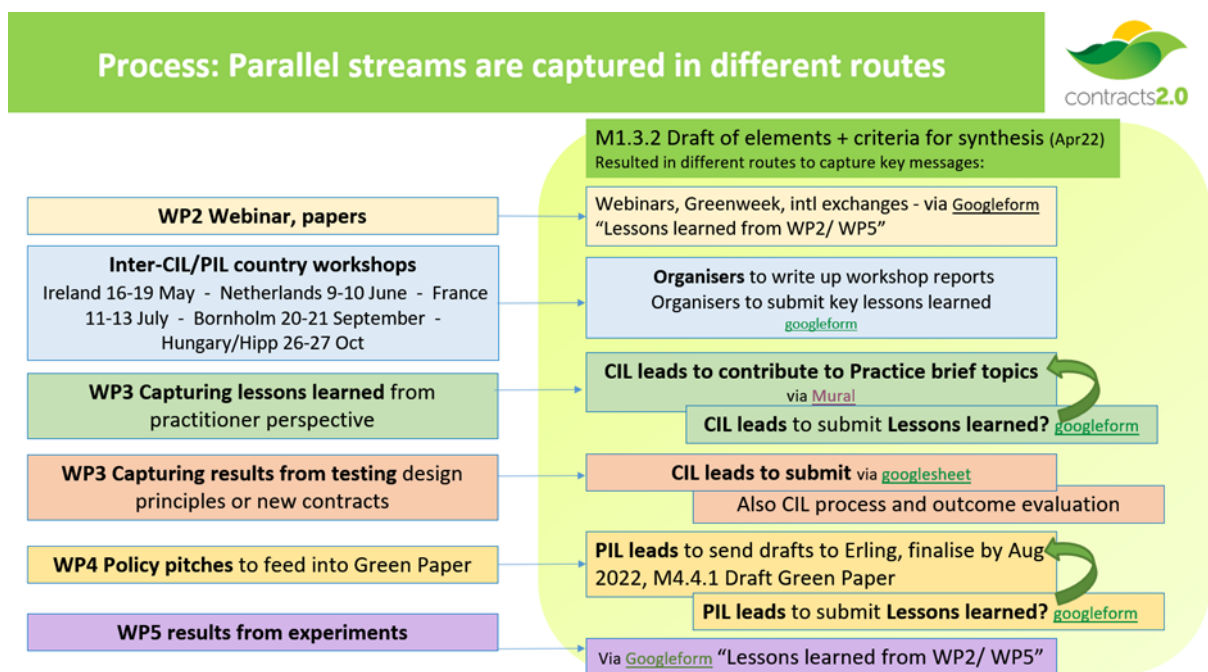 Process: Parallel streams are captured in different routes
contracts2.0
M1.3.2 Draft of elements + criteria for synthesis (Apr22)
Resulted in different routes to capture key messages:
WP2 Webinar, papers
Webinars, Greenweek, intl exchanges - via Googleform
“Lessons learned from WP2/ WP5”
Inter-CIL/PIL country workshops
Ireland 16-19 May - Netherlands 9-10 June - France
11-13 July - Bornholm 20-21 September -
Hungary/Hipp 26-27 Oct
Organisers to write up workshop reports
Organisers to submit key lessons learned
googleform
WP3 Capturing lessons learned from
practitioner perspective
CIL leads to contribute to Practice brief topics
via Mural
CIL leads to submit Lessons learned? googleform
WP3 Capturing results from testing design
principles or new contracts
CIL leads to submit via googlesheet
Also CIL process and outcome evaluation
WP4 Policy pitches to feed into Green Paper
PIL leads to send drafts to Erling, finalise by Aug
2022, M4.4.1 Draft Green Paper
PIL leads to submit Lessons learned? googleform
WP5 results from experiments
Via Googleform “Lessons learned from WP2/ WP5”